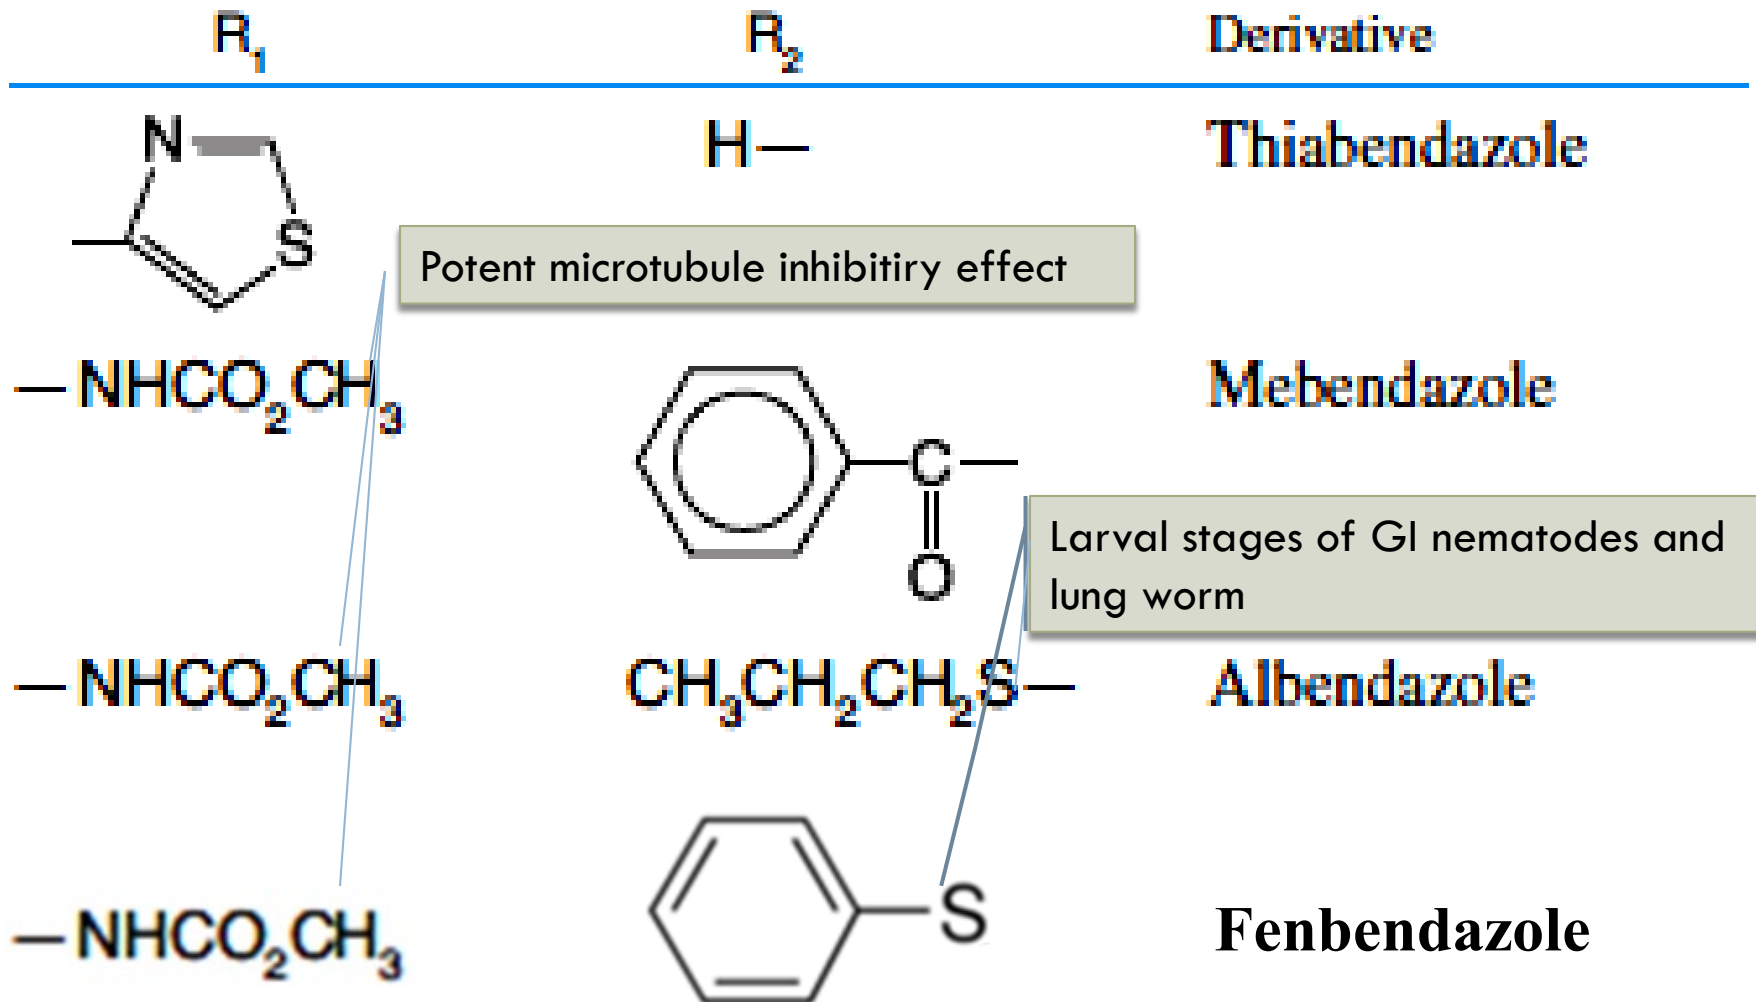 R₁ R₂ Derivative
N H— Thiabendazole
S
Potent microtubule inhibitiry effect
— NHCO₂CH₃ Mebendazole
C —
O
Larval stages of GI nematodes and
lung worm
— NHCO₂CH₃ CH₃CH₂CH₂S— Albendazole
— NHCO₂CH₃ S Fenbendazole